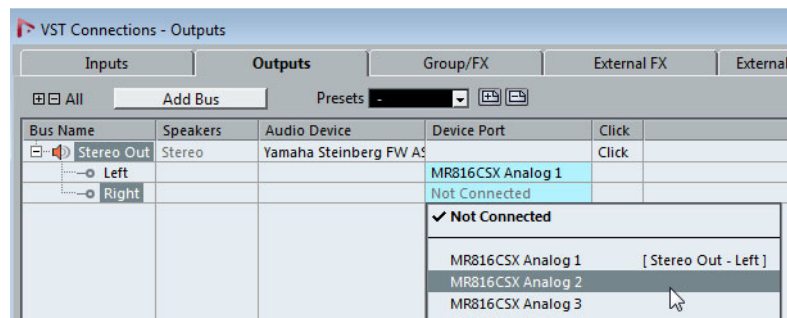 VST Connections - Outputs
Inputs Outputs Group/FX External FX External
All Add Bus Presets -
Bus Name Speakers Audio Device Device Port Click
Stereo Out Stereo Yamaha Steinberg FW AS Click
Left MR816CSX Analog 1
Right Not Connected
✓ Not Connected
MR816CSX Analog 1 [ Stereo Out - Left ]
MR816CSX Analog 2
MR816CSX Analog 3